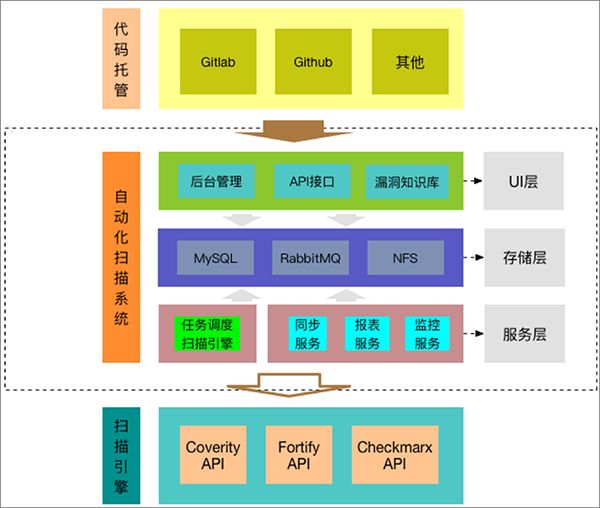 代码托管
Gitlab
Github
其他
自动化扫描系统
后台管理
API接口
漏洞知识库
UI层
MySQL
RabbitMQ
NFS
存储层
任务调度
扫描引擎
同步
服务
报表
服务
监控
服务
服务层
扫描引擎
Coverity
API
Fortify
API
Checkmarx
API